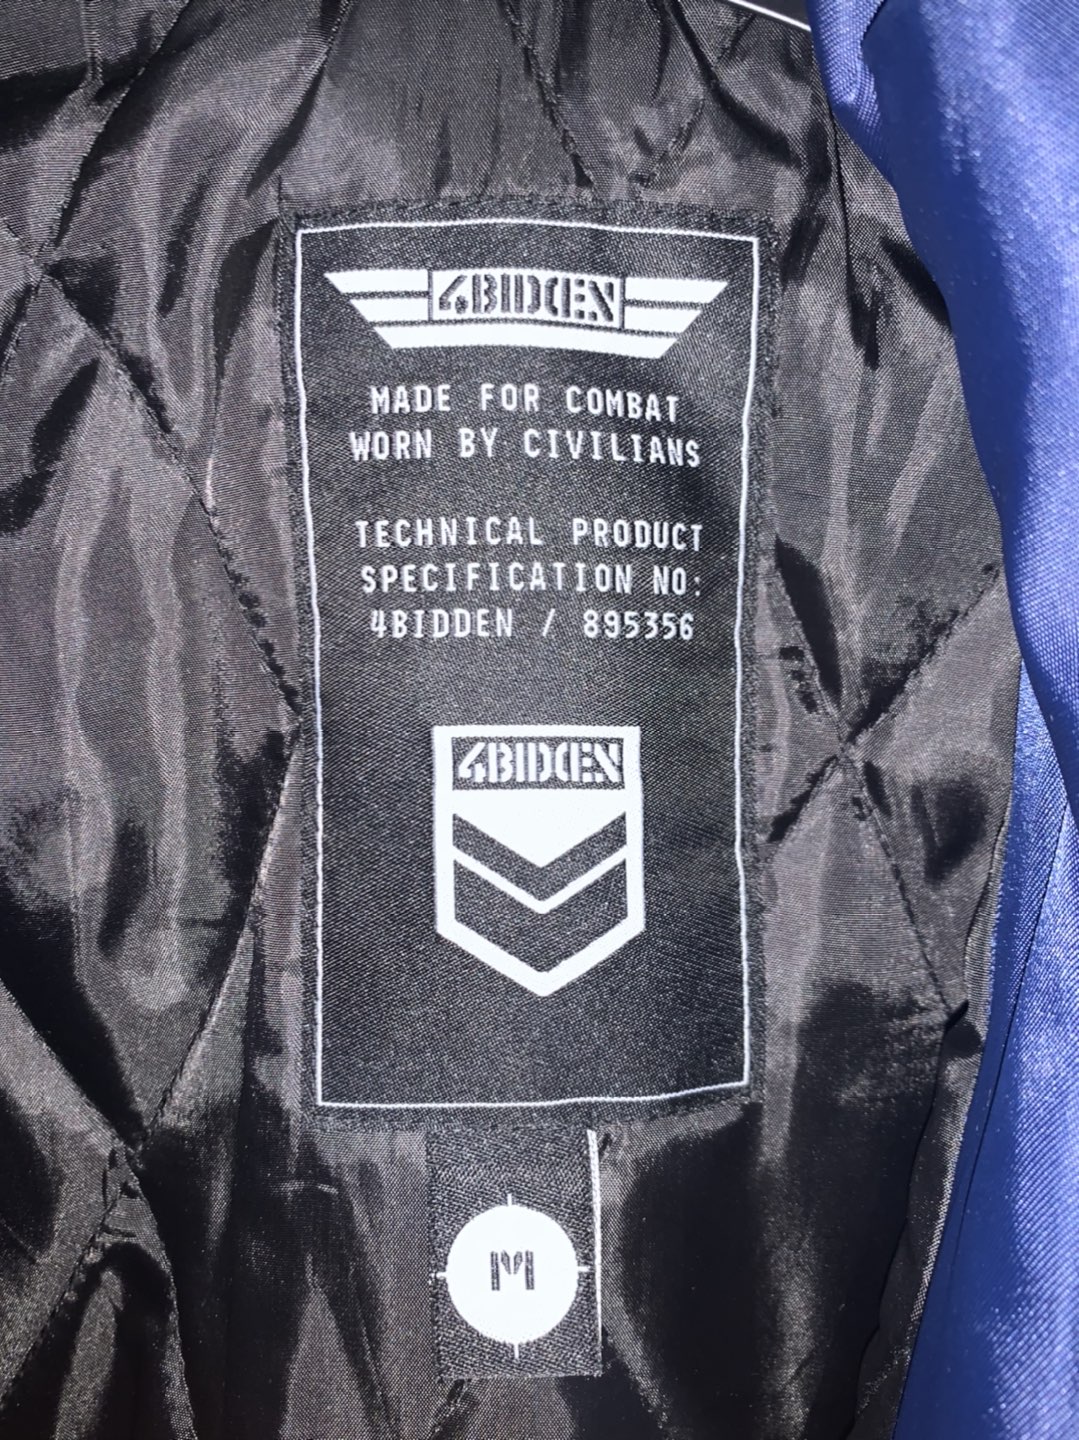 4BIDDEN
MADE FOR COMBAT
WORN BY CIVILIANS
TECHNICAL PRODUCT
SPECIFICATION NO:
4BIDDEN / 895356
4BIDDEN
M